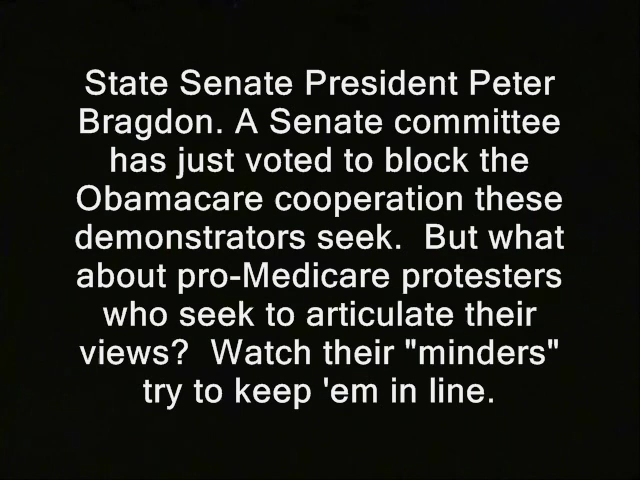 State Senate President Peter
Bragdon. A Senate committee
has just voted to block the
Obamacare cooperation these
demonstrators seek.  But what
about pro-Medicare protesters
who seek to articulate their
views?  Watch their "minders"
try to keep 'em in line.